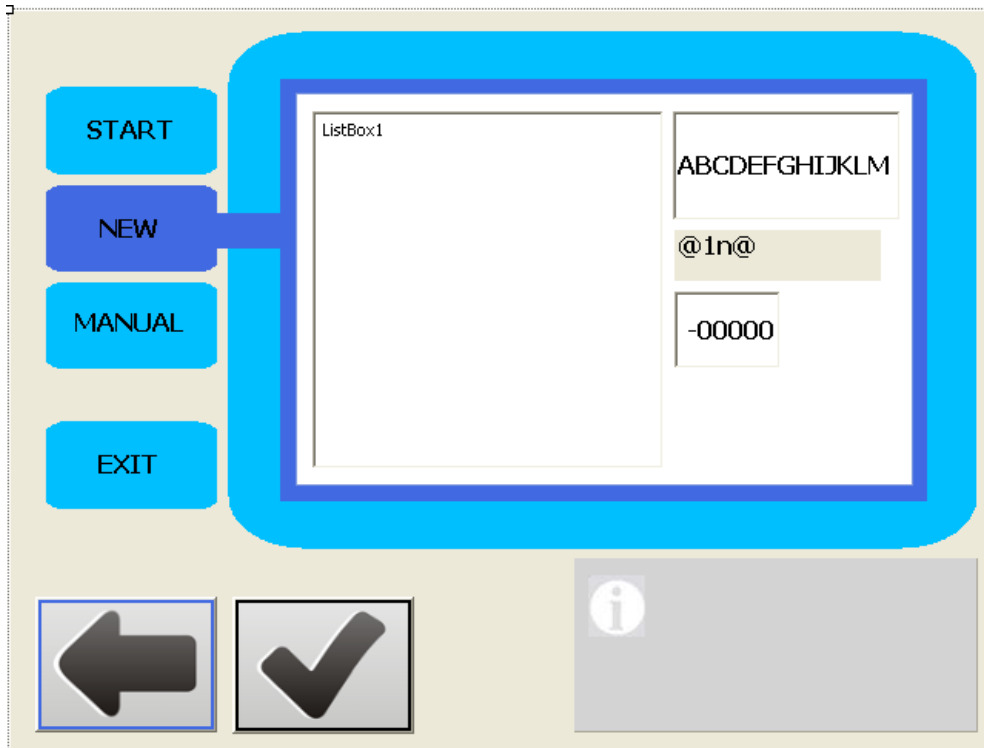 START
NEW
MANUAL
EXIT
ListBox1
ABCDEFGHIJKLM
@1n@
-00000
i